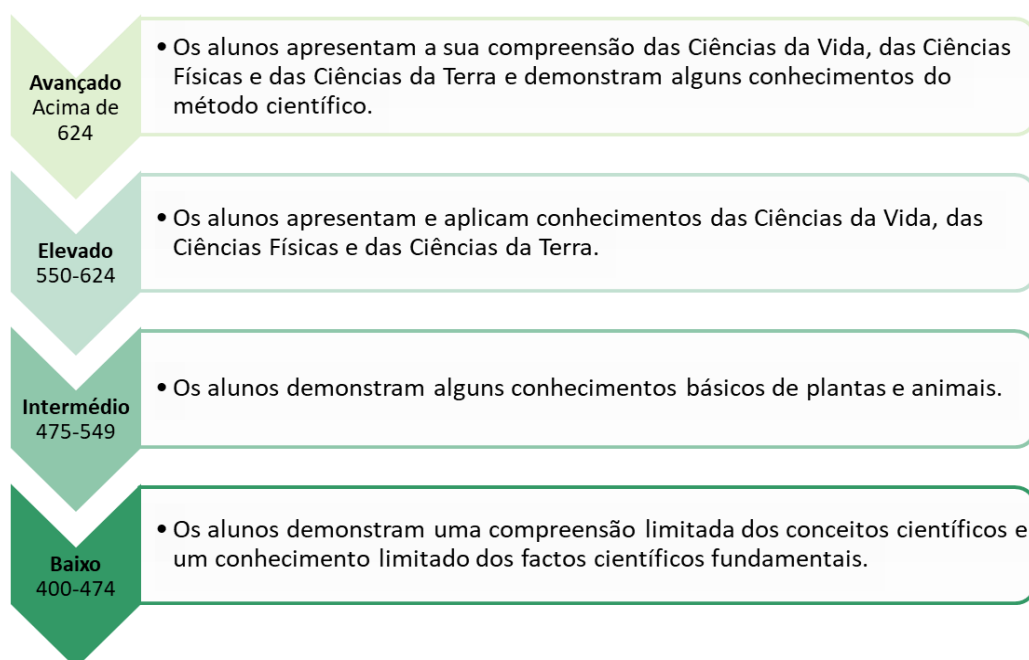 Avançado
Acima de
624
• Os alunos apresentam a sua compreensão das Ciências da Vida, das Ciências
Físicas e das Ciências da Terra e demonstram alguns conhecimentos do
método científico.
Elevado
550-624
• Os alunos apresentam e aplicam conhecimentos das Ciências da Vida, das
Ciências Físicas e das Ciências da Terra.
Intermédio
475-549
• Os alunos demonstram alguns conhecimentos básicos de plantas e animais.
Baixo
400-474
• Os alunos demonstram uma compreensão limitada dos conceitos científicos e
um conhecimento limitado dos factos científicos fundamentais.